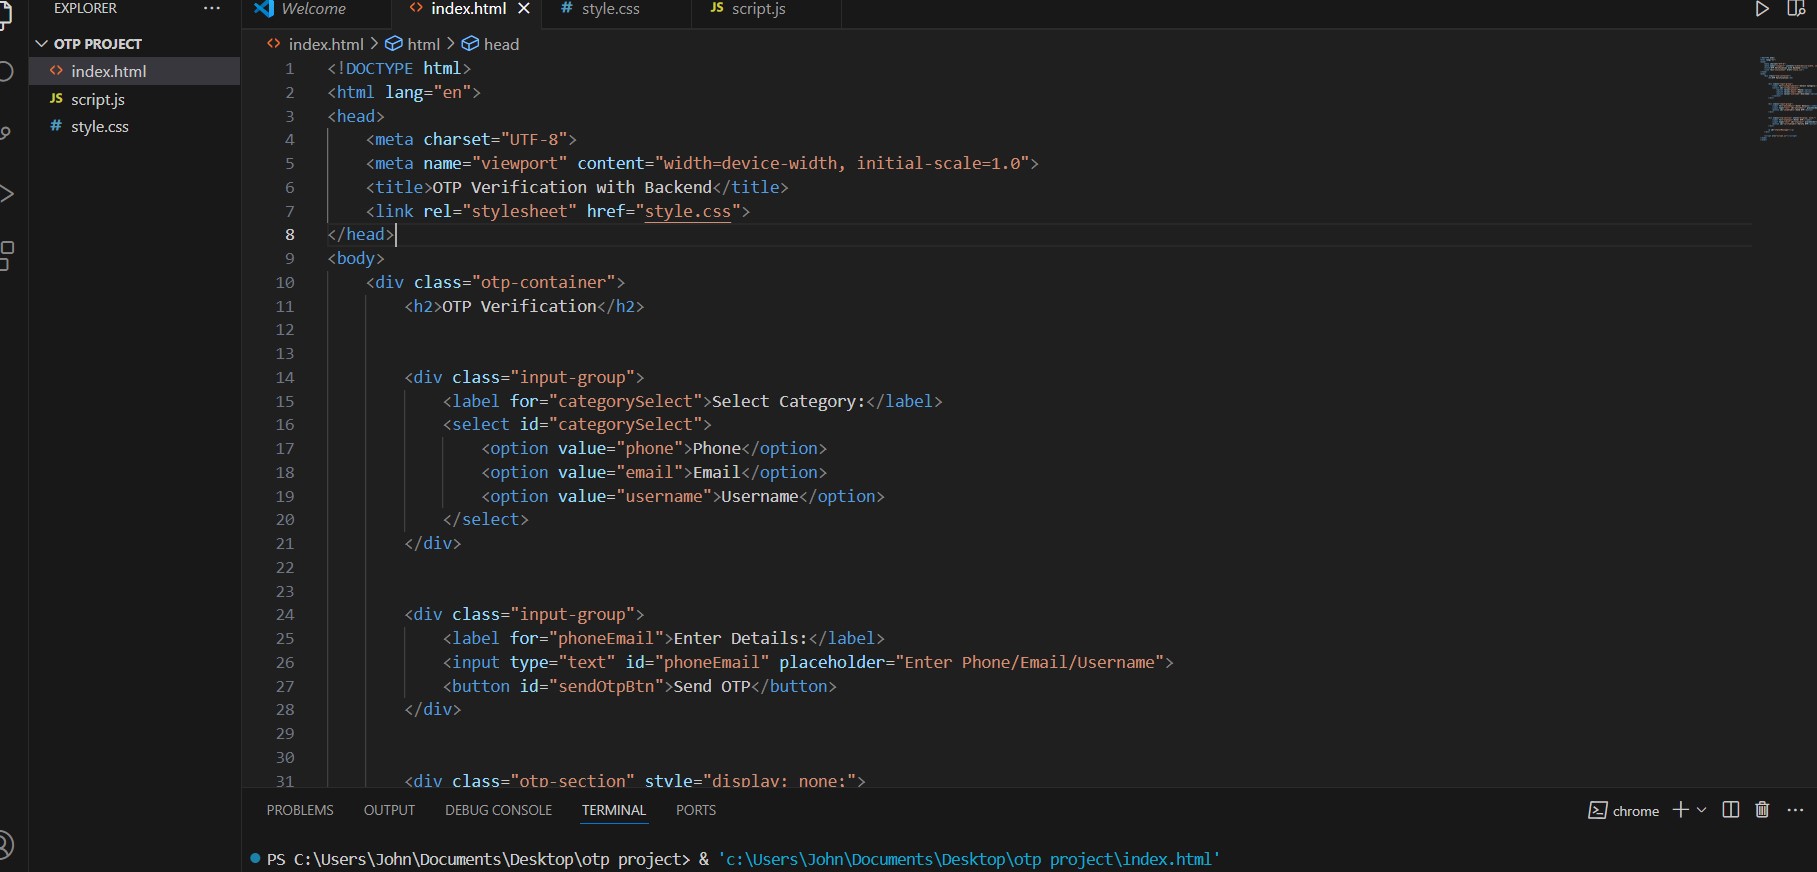 EXPLORER ···
Welcome
index.html
style.css
script.js
OTP PROJECT
index.html
script.js
style.css
index.html > html > head
1 <!DOCTYPE html>
2 <html lang="en">
3 <head>
4 <meta charset="UTF-8">
5 <meta name="viewport" content="width=device-width, initial-scale=1.0">
6 <title>OTP Verification with Backend</title>
7 <link rel="stylesheet" href="style.css">
8 </head>
9 <body>
10 <div class="otp-container">
11 <h2>OTP Verification</h2>
12
13
14 <div class="input-group">
15 <label for="categorySelect">Select Category:</label>
16 <select id="categorySelect">
17 <option value="phone">Phone</option>
18 <option value="email">Email</option>
19 <option value="username">Username</option>
20 </select>
21 </div>
22
23
24 <div class="input-group">
25 <label for="phoneEmail">Enter Details:</label>
26 <input type="text" id="phoneEmail" placeholder="Enter Phone/Email/Username">
27 <button id="sendOtpBtn">Send OTP</button>
28 </div>
29
30
31 <div class="otp-section" style="display: none;">
PROBLEMS OUTPUT DEBUG CONSOLE TERMINAL PORTS
chrome
PS C:\Users\John\Documents\Desktop\otp project> & 'c:\Users\John\Documents\Desktop\otp project\index.html'